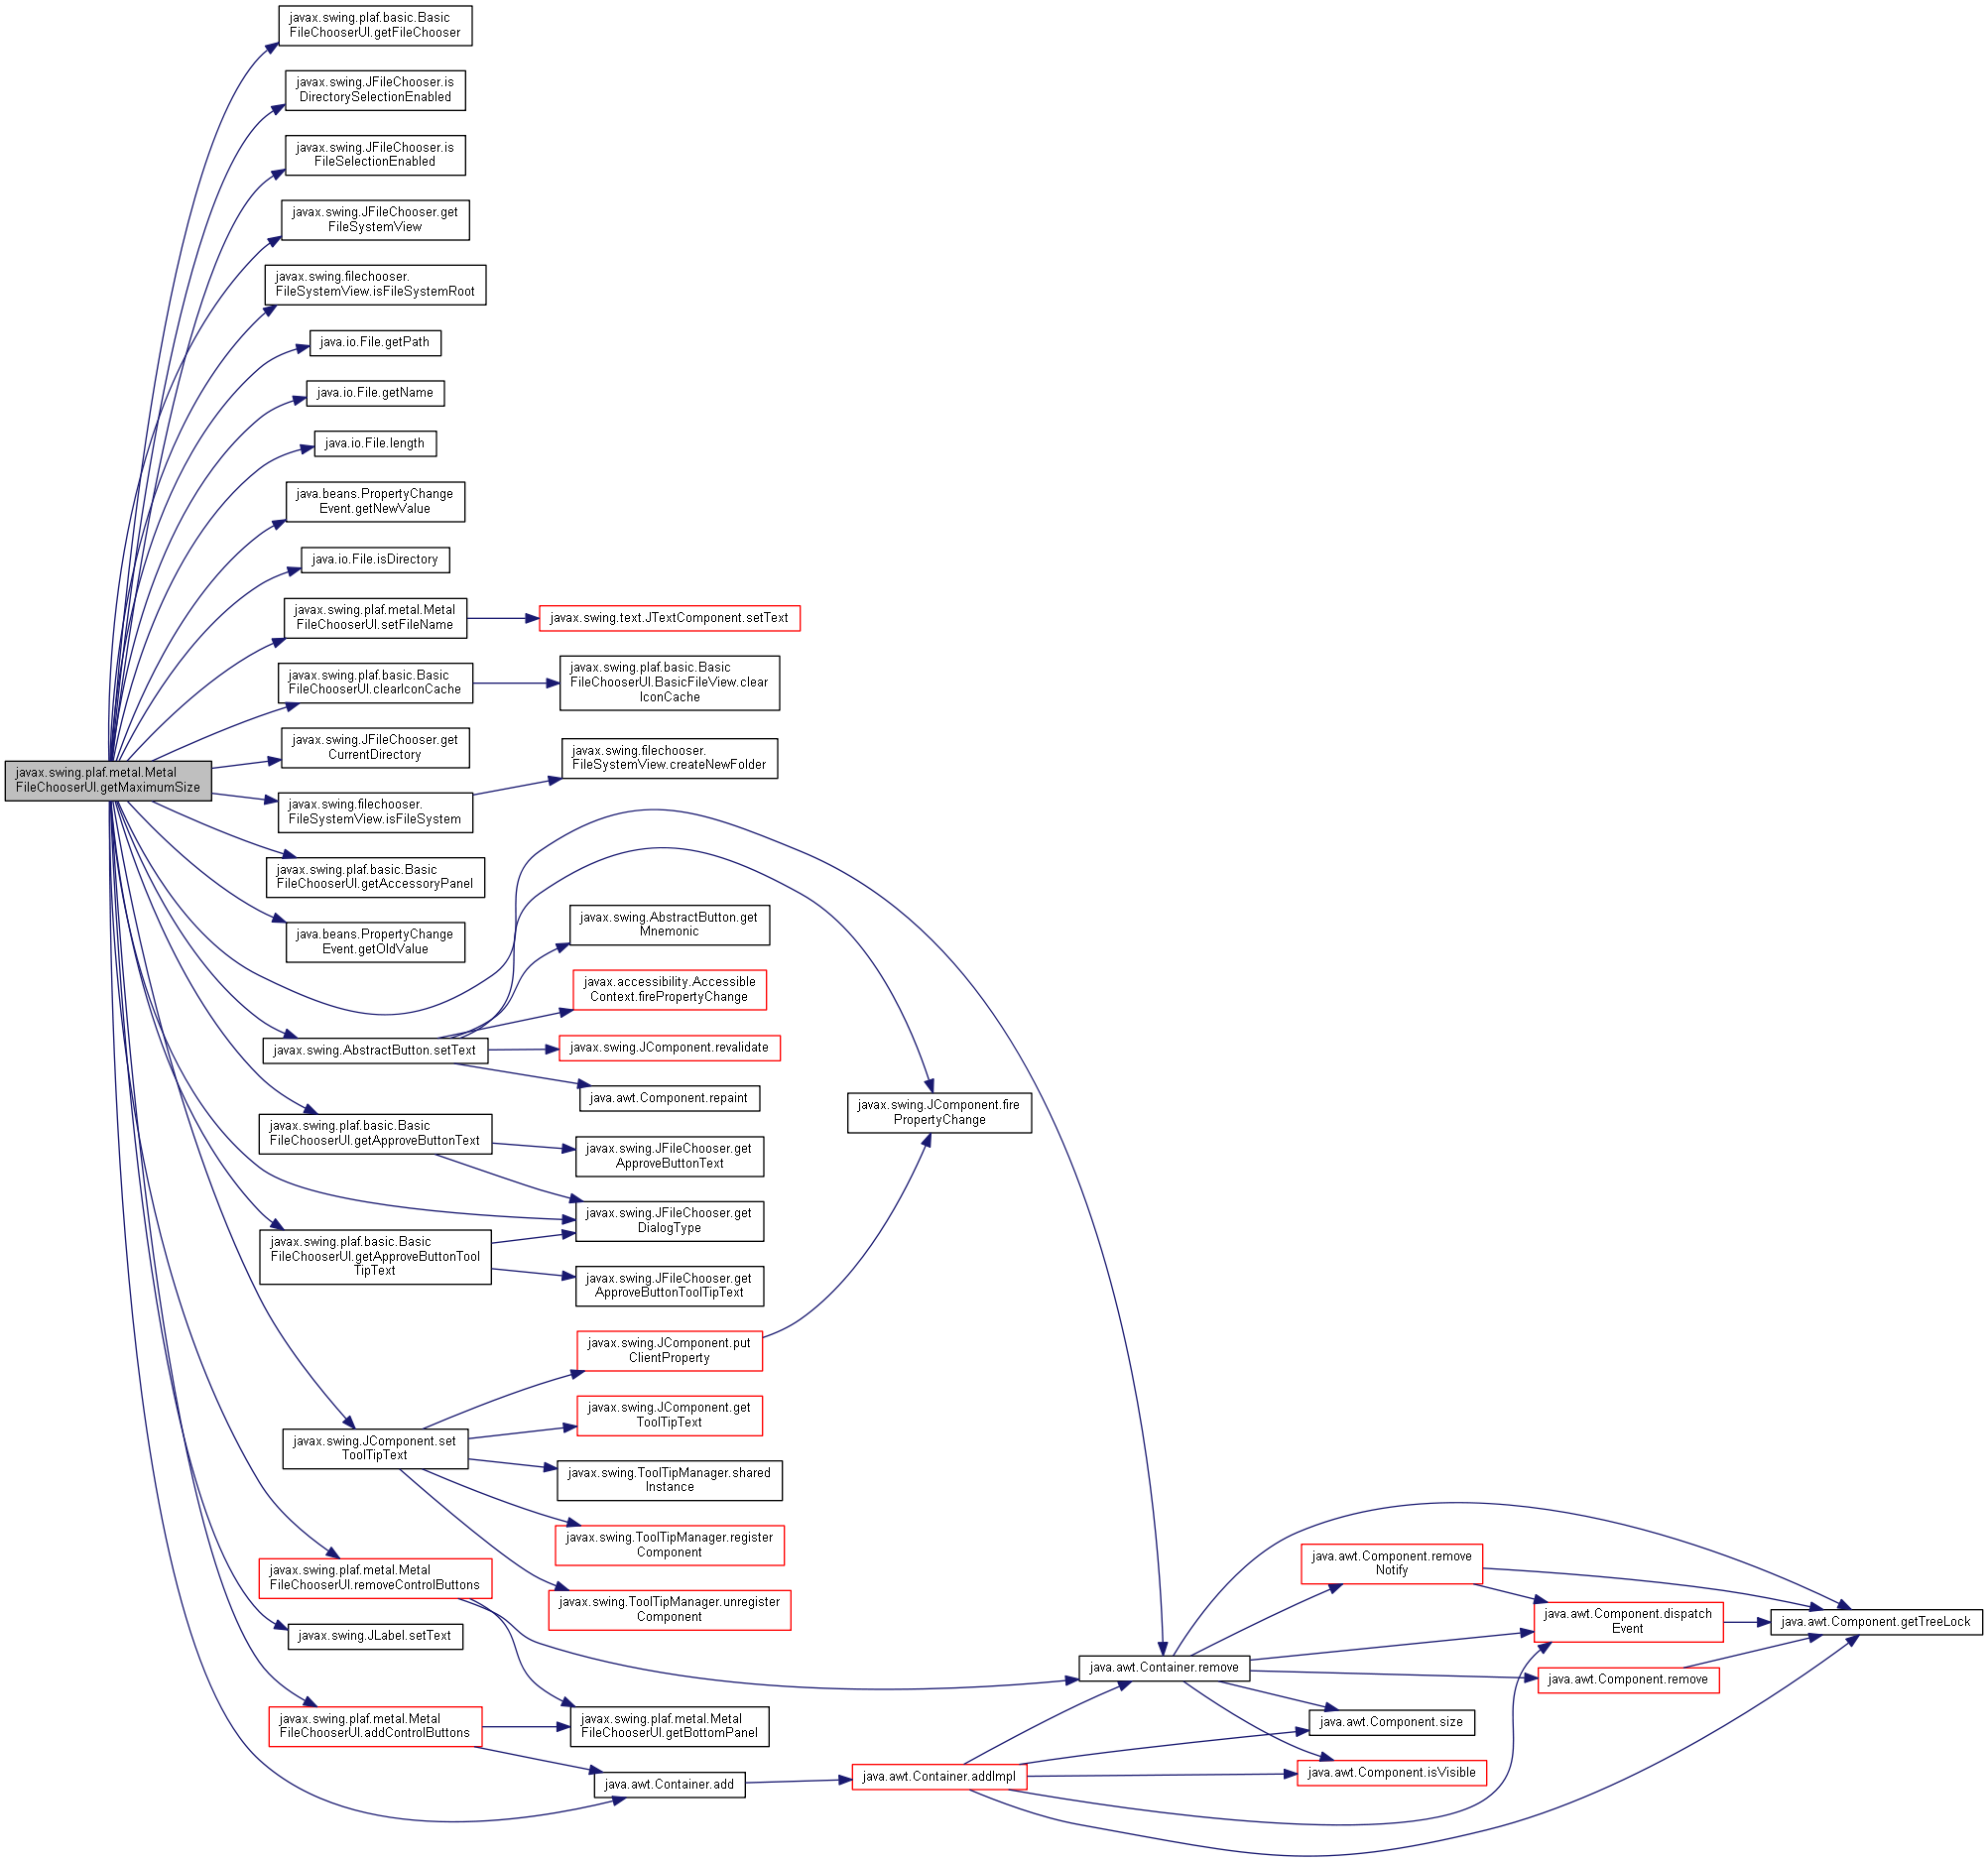 javax.swing.plaf.basic.Basic
FileChooserUI.getFileChooser
javax.swing.JFileChooser.is
DirectorySelectionEnabled
javax.swing.JFileChooser.is
FileSelectionEnabled
javax.swing.JFileChooser.get
FileSystemView
javax.swing.filechooser.
FileSystemView.isFileSystemRoot
java.io.File.getPath
java.io.File.getName
java.io.File.length
java.beans.PropertyChange
Event.getNewValue
java.io.File.isDirectory
javax.swing.plaf.metal.Metal
FileChooserUI.setFileName
javax.swing.text.JTextComponent.setText
javax.swing.plaf.basic.Basic
FileChooserUI.clearIconCache
javax.swing.plaf.basic.Basic
FileChooserUI.BasicFileView.clear
IconCache
javax.swing.JFileChooser.get
CurrentDirectory
javax.swing.filechooser.
FileSystemView.createNewFolder
javax.swing.plaf.metal.Metal
FileChooserUI.getMaximumSize
javax.swing.filechooser.
FileSystemView.isFileSystem
javax.swing.plaf.basic.Basic
FileChooserUI.getAccessoryPanel
java.beans.PropertyChange
Event.getOldValue
javax.swing.AbstractButton.get
Mnemonic
javax.accessibility.Accessible
Context.firePropertyChange
javax.swing.AbstractButton.setText
javax.swing.JComponent.revalidate
java.awt.Component.repaint
javax.swing.JComponent.fire
PropertyChange
javax.swing.plaf.basic.Basic
FileChooserUI.getApproveButtonText
javax.swing.JFileChooser.get
ApproveButtonText
javax.swing.JFileChooser.get
DialogType
javax.swing.plaf.basic.Basic
FileChooserUI.getApproveButtonTool
TipText
javax.swing.JFileChooser.get
ApproveButtonToolTipText
javax.swing.JComponent.put
ClientProperty
javax.swing.JComponent.get
ToolTipText
javax.swing.JComponent.set
ToolTipText
javax.swing.ToolTipManager.shared
Instance
javax.swing.ToolTipManager.register
Component
javax.swing.plaf.metal.Metal
FileChooserUI.removeControlButtons
javax.swing.ToolTipManager.unregister
Component
java.awt.Component.remove
Notify
java.awt.Component.dispatch
Event
java.awt.Component.getTreeLock
javax.swing.JLabel.setText
java.awt.Container.remove
java.awt.Component.remove
javax.swing.plaf.metal.Metal
FileChooserUI.addControlButtons
javax.swing.plaf.metal.Metal
FileChooserUI.getBottomPanel
java.awt.Component.size
java.awt.Container.add
java.awt.Container.addImpl
java.awt.Component.isVisible